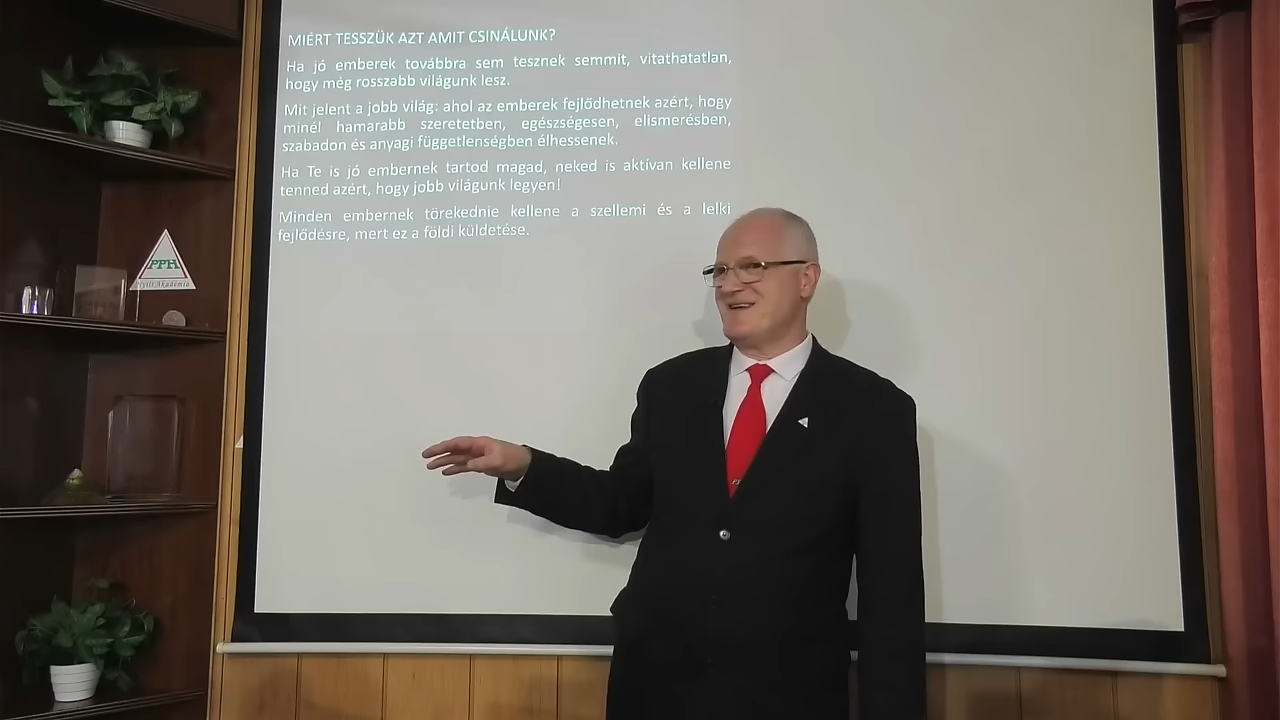 MIÉRT TESSZÜK AZT AMIT CSINÁLUNK?
Ha jó emberek továbbra sem tesznek semmit, vitathatatlan,
hogy még rosszabb világunk lesz.
Mit jelent a jobb világ: ahol az emberek fejlődhetnek azért, hogy
minél hamarabb szeretetben, egészségesen, elismerésben,
szabadon és anyagi függetlenségben élhessenek.
Ha Te is jó embernek tartod magad, neked is aktívan kellene
tenned azért, hogy jobb világunk legyen!
Minden embernek törekednie kellene a szellemi és a lelki
fejlődésre, mert ez a földi küldetése.
PPH
Nyílt Akadémia